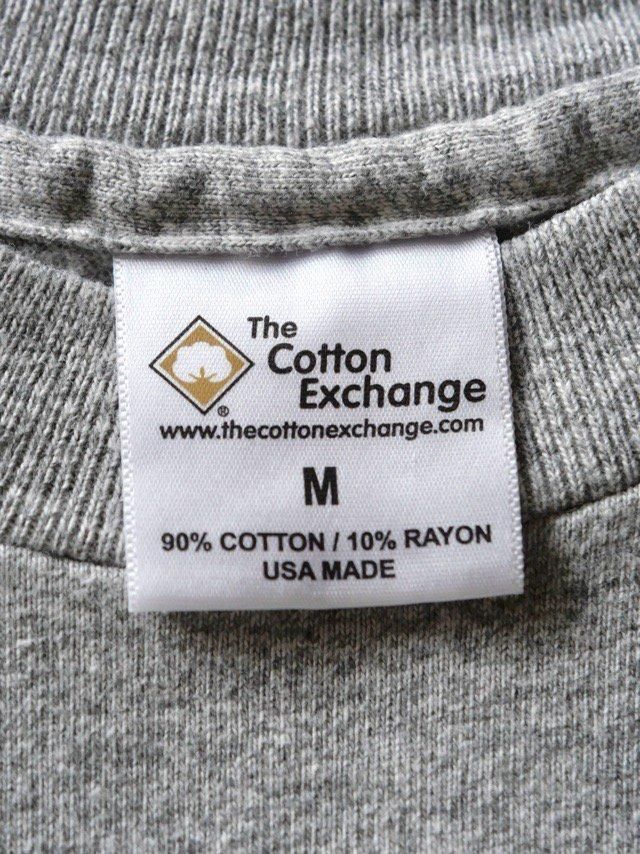 The
Cotton
Exchange
®
www.thecottonexchange.com
M
90% COTTON / 10% RAYON
USA MADE